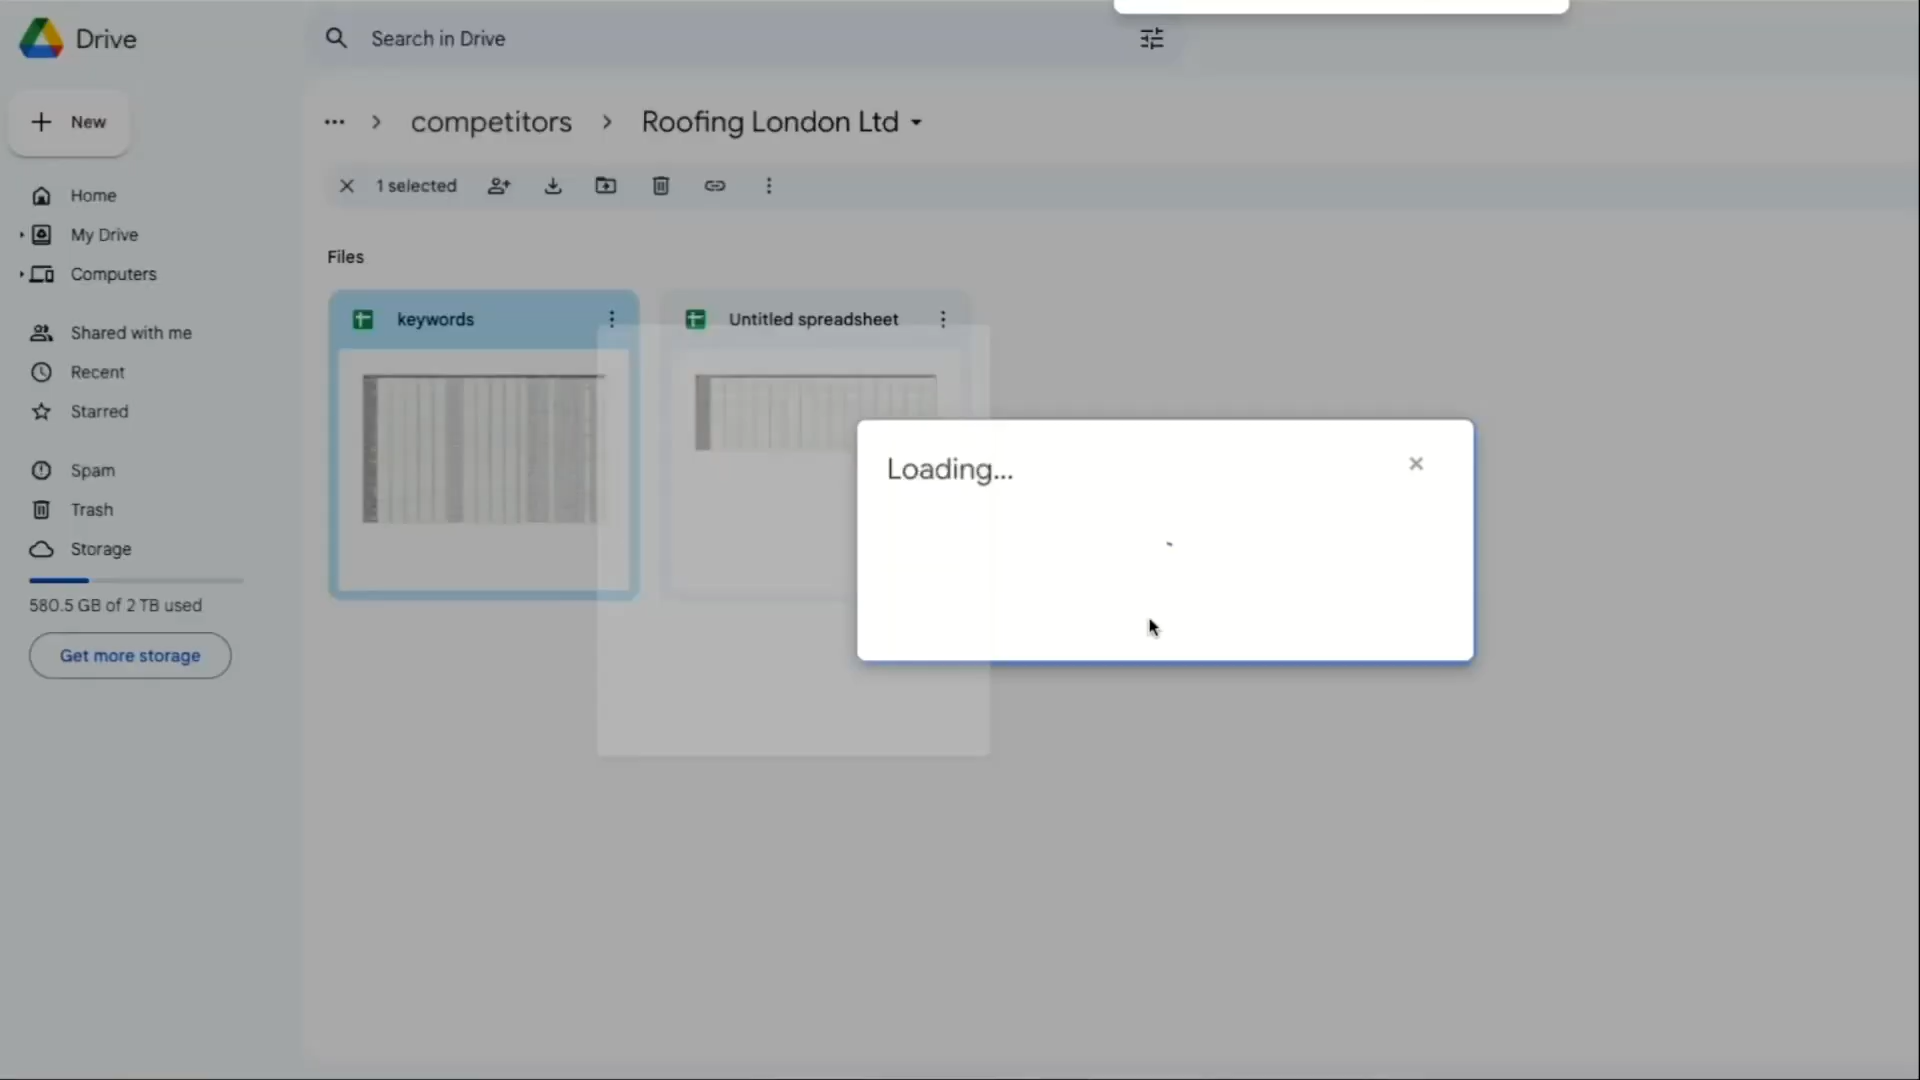 Drive
Search in Drive
New
... > competitors > Roofing London Ltd
1 selected
Home
My Drive
Computers
Shared with me
Recent
Starred
Spam
Trash
Storage
580.5 GB of 2 TB used
Get more storage
Files
keywords
Untitled spreadsheet
Loading...